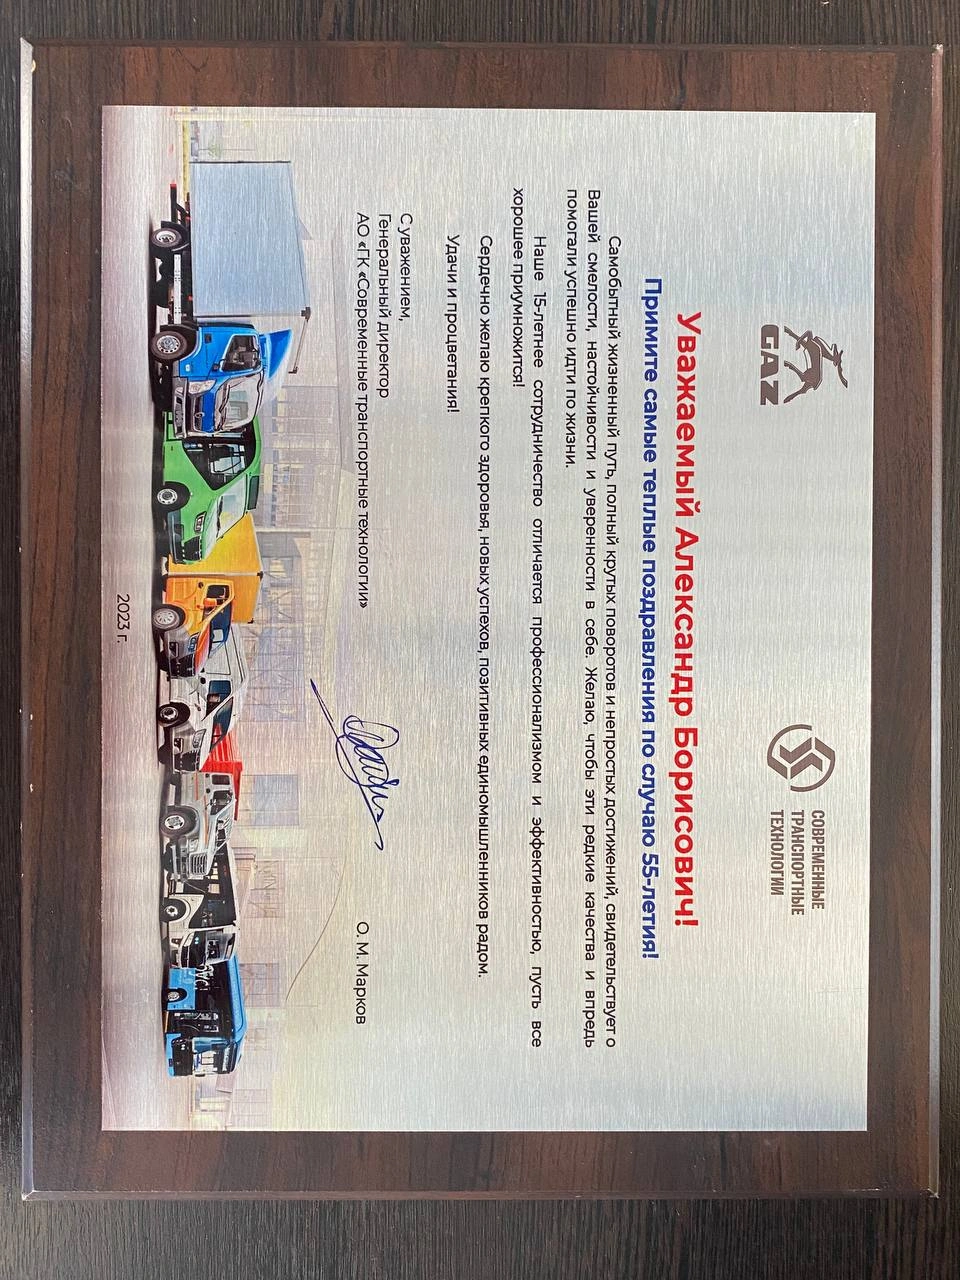 GAZ
СОВРЕМЕННЫЕ
ТРАНСПОРТНЫЕ
ТЕХНОЛОГИИ
Уважаемый Александр Борисович!
Примите самые теплые поздравления по случаю 55-летия!
Самобытный жизненный путь, полный крутых поворотов и непростых достижений, свидетельствует о
Вашей смелости, настойчивости и уверенности в себе. Желаю, чтобы эти редкие качества и впредь
помогали успешно идти по жизни.
Наше 15-летнее сотрудничество отличается профессионализмом и эффективностью, пусть все
хорошее приумножится!
Сердечно желаю крепкого здоровья, новых успехов, позитивных единомышленников рядом.
Удачи и процветания!
С уважением,
Генеральный директор
АО «ГК «Современные транспортные технологии»
О. М. Марков
2023 г.